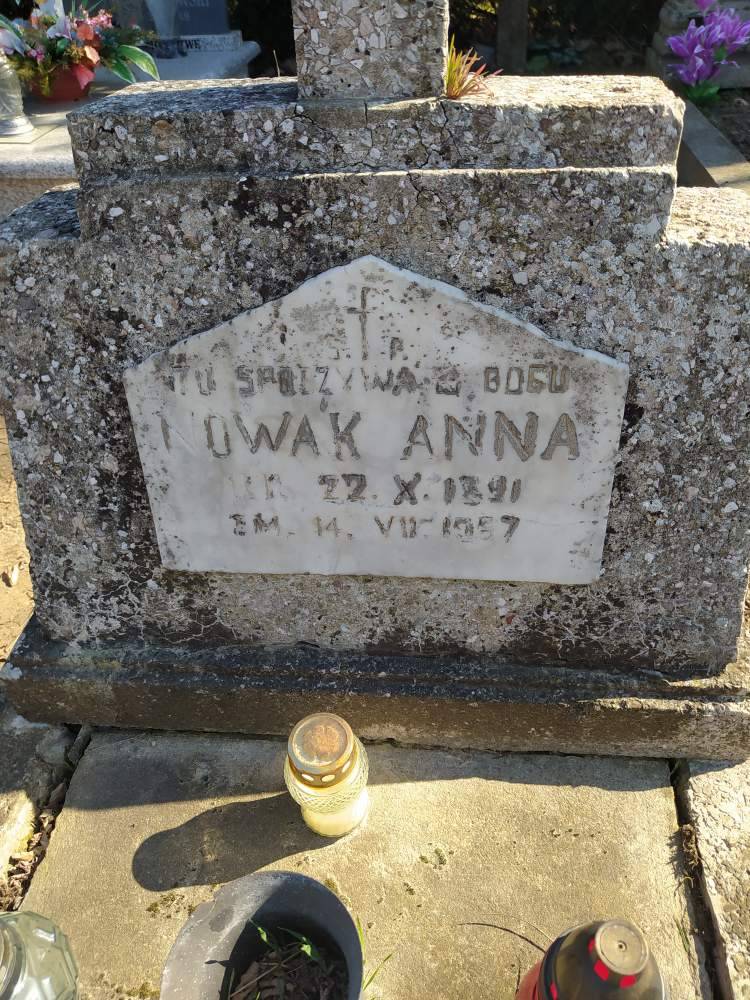 Ś. P.
TU SPOCZYWA W BOGU
NOWAK ANNA
UR. 22. X. 1891
ZM. 14. VII 1957